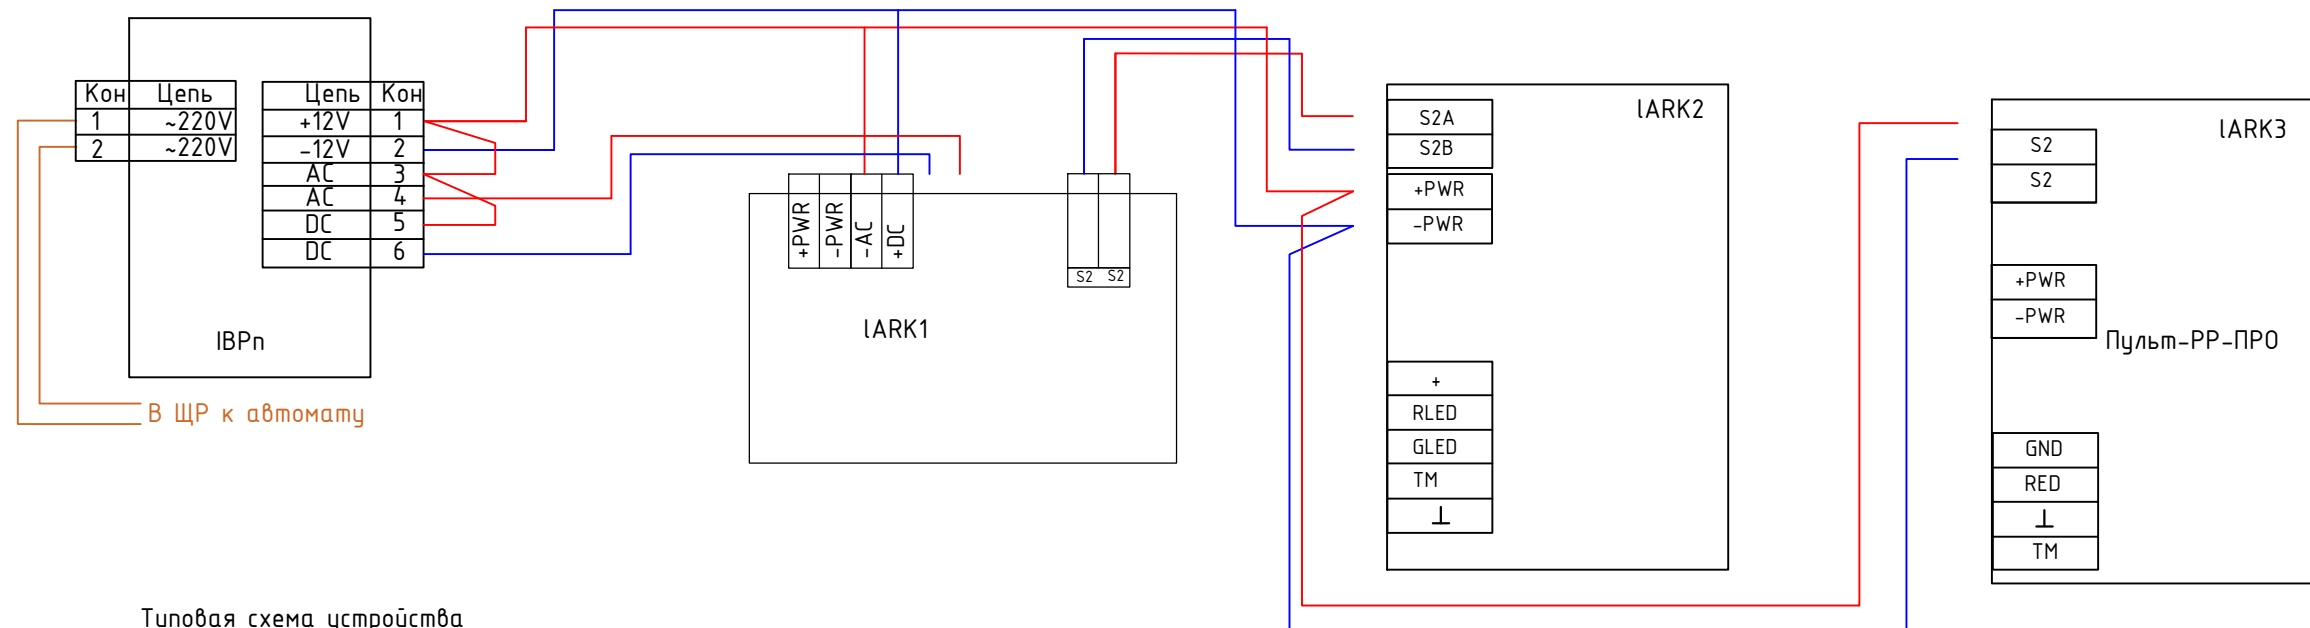 Кон Цепь
1 ~220V
2 ~220V
Цепь Кон
+12V 1
-12V 2
AC 3
AC 4
DC 5
DC 6
IBPn
В ЩР к автомату
+PWR
-PWR
-AC
+DC
S2 S2
lARK1
lARK2
S2A
S2B
+PWR
-PWR
+
RLED
GLED
TM
⊥
lARK3
S2
S2
+PWR
-PWR
Пульт-РР-ПРО
GND
RED
⊥
TM
Типовая схема устройства